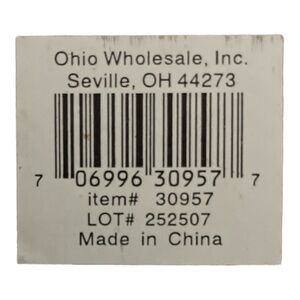 Ohio Wholesale, Inc.
Seville, OH 44273
7 06996 30957 7
item# 30957
LOT# 252507
Made in China